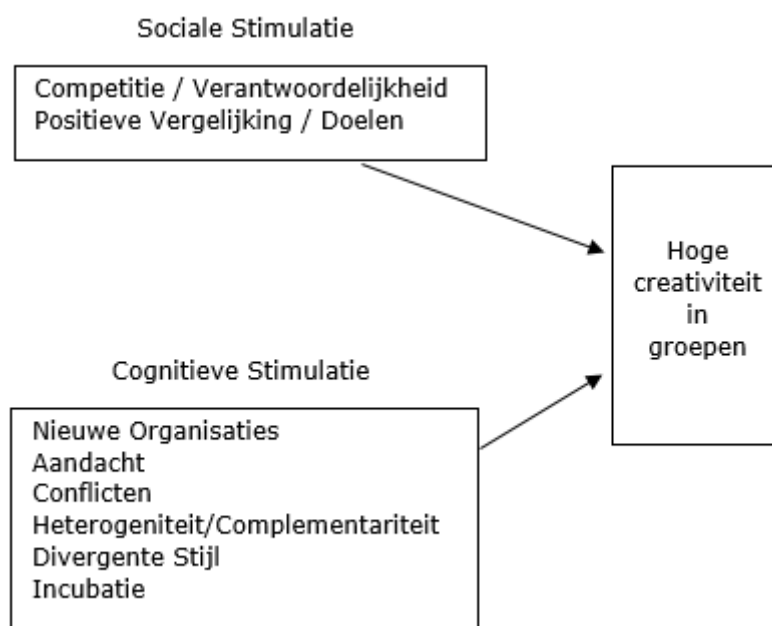 Sociale Stimulatie
Competitie / Verantwoordelijkheid
Positieve Vergelijking / Doelen
Hoge
creativiteit
in
groepen
Cognitieve Stimulatie
Nieuwe Organisaties
Aandacht
Conflicten
Heterogeniteit/Complementariteit
Divergente Stijl
Incubatie